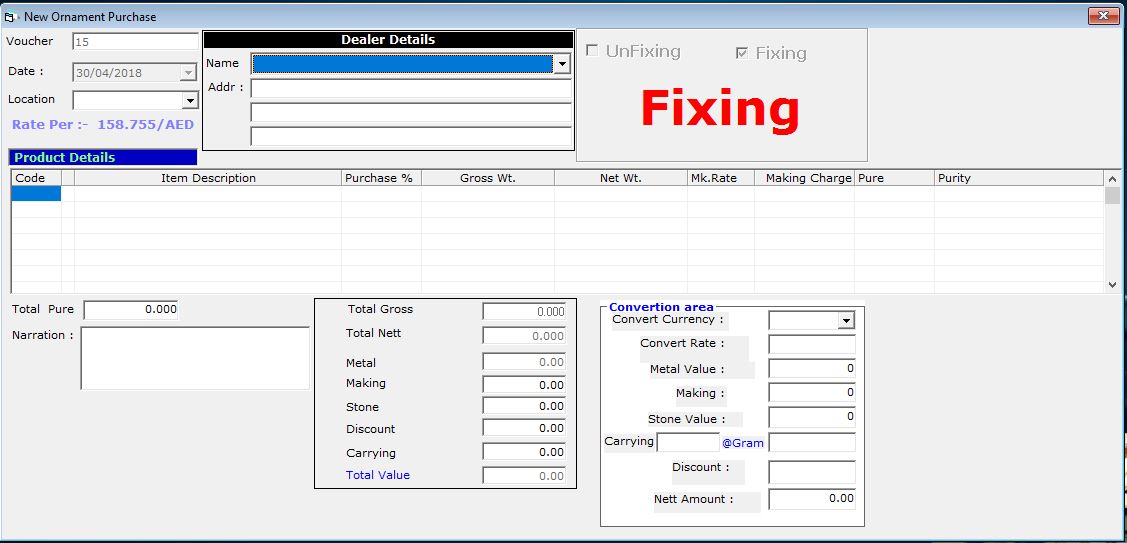 New Ornament Purchase
Voucher 15
Date : 30/04/2018
Location
Rate Per :- 158.755/AED
Dealer Details
Name
Addr :
UnFixing Fixing
Fixing
Product Details
Code Item Description Purchase % Gross Wt. Net Wt. Mk.Rate Making Charge Pure Purity
Total Pure 0.000
Narration :
Total Gross 0.000
Total Nett 0.000
Metal 0.00
Making 0.00
Stone 0.00
Discount 0.00
Carrying 0.00
Total Value 0.00
Convertion area
Convert Currency :
Convert Rate :
Metal Value : 0
Making : 0
Stone Value : 0
Carrying @Gram
Discount :
Nett Amount : 0.00